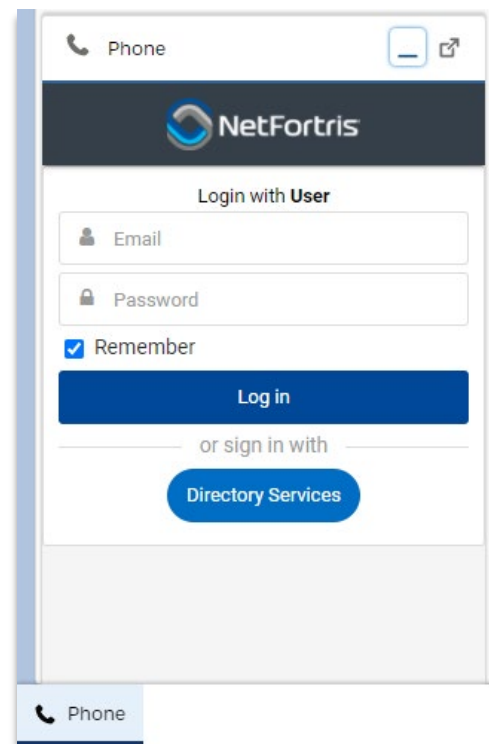 Phone
NetFortris
Login with User
Email
Password
Remember
Log in
or sign in with
Directory Services
Phone